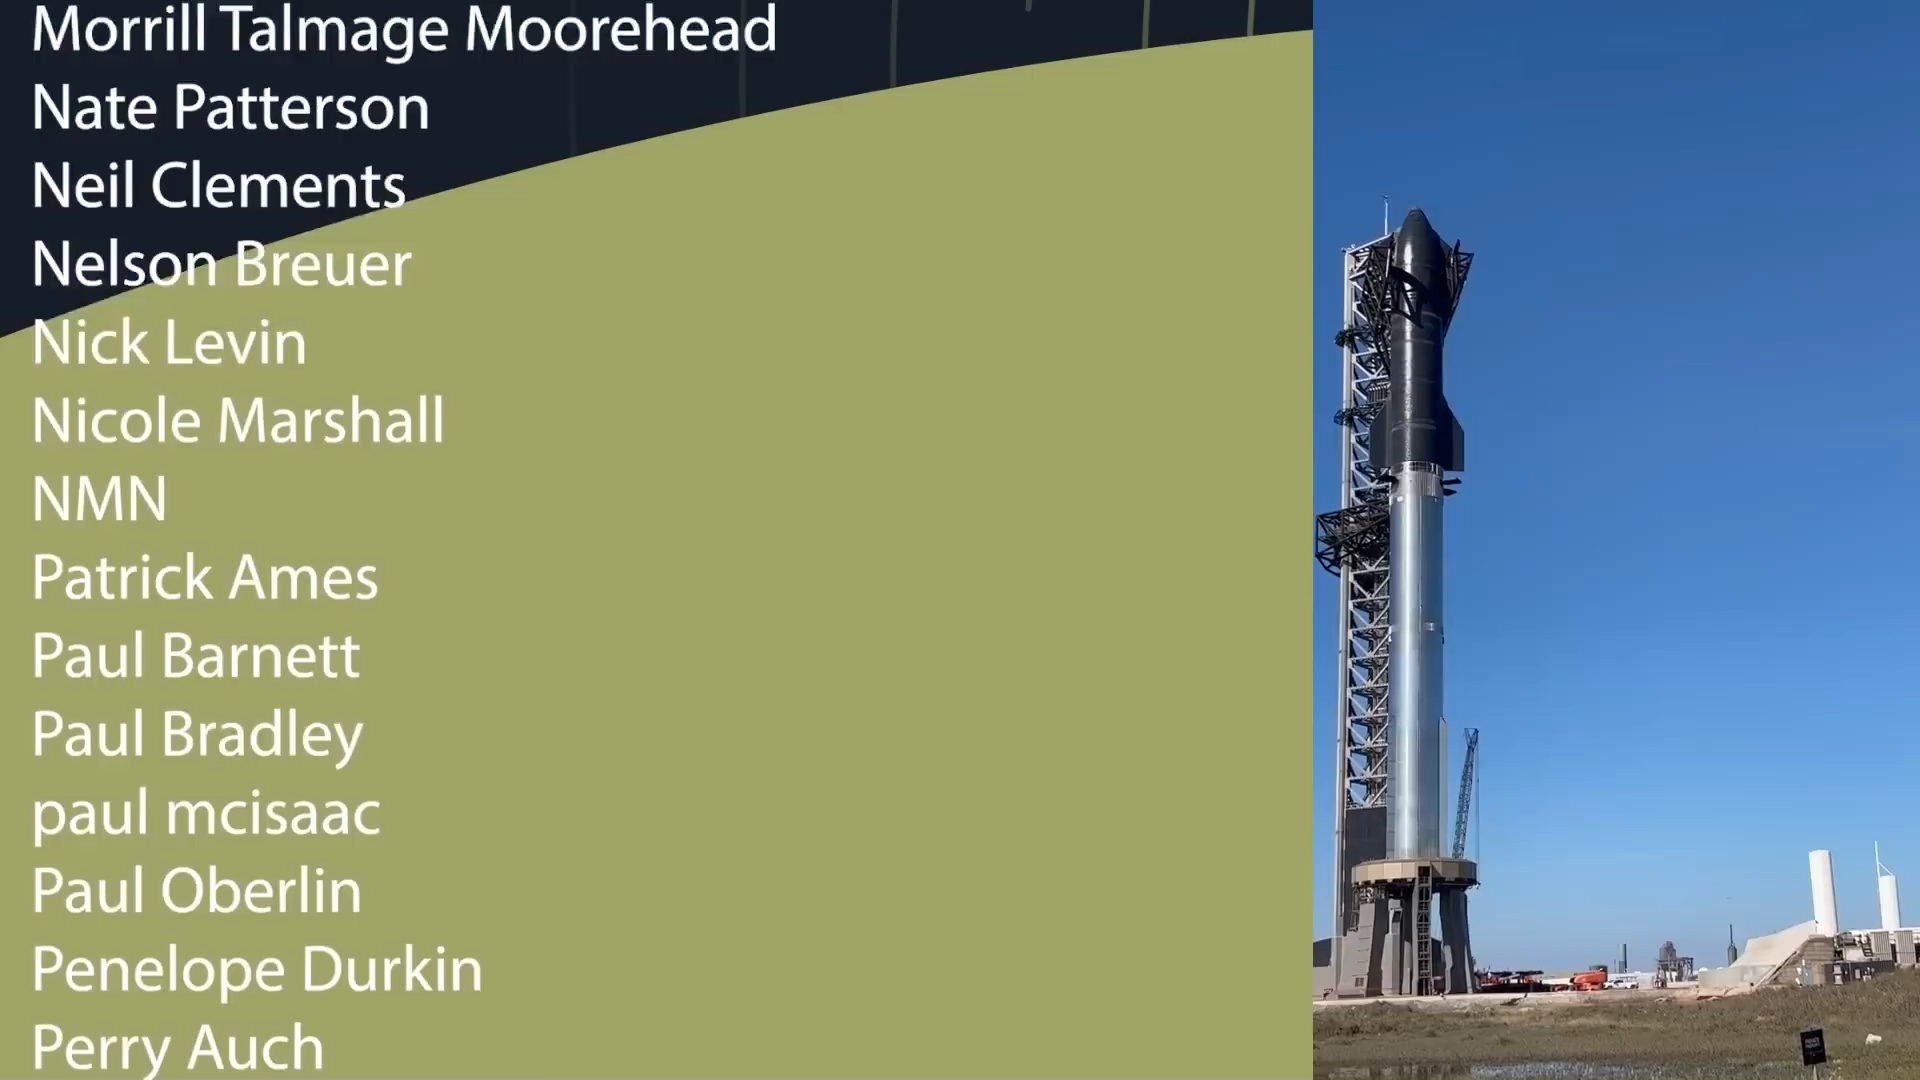 Morrill Talmage Moorehead
Nate Patterson
Neil Clements
Nelson Breuer
Nick Levin
Nicole Marshall
NMN
Patrick Ames
Paul Barnett
Paul Bradley
paul mcisaac
Paul Oberlin
Penelope Durkin
Perry Auch